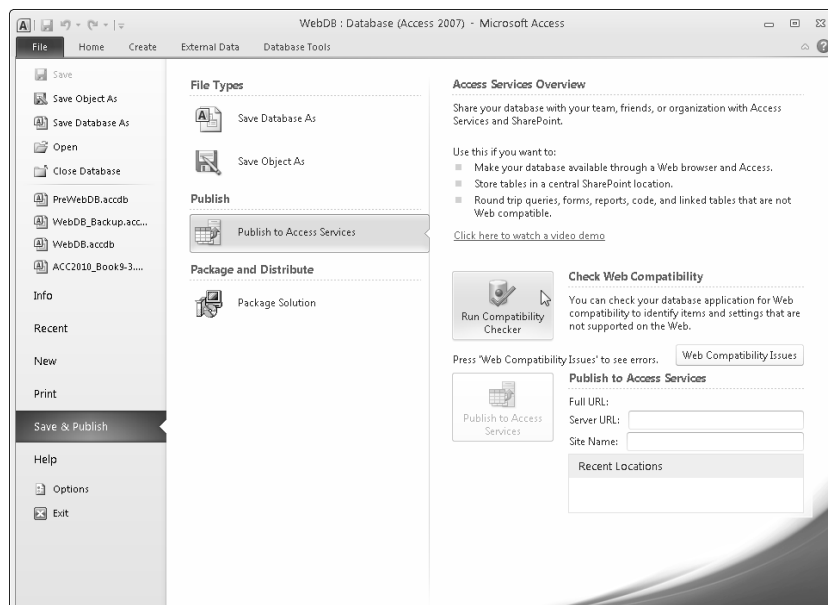 WebDB : Database (Access 2007) - Microsoft Access
File Home Create External Data Database Tools
Save
Save Object As
Save Database As
Open
Close Database
PreWebDB.accdb
WebDB_Backup.acc...
WebDB.accdb
ACC2010_Book9-3....
Info
Recent
New
Print
Save & Publish
Help
Options
Exit
File Types
Save Database As
Save Object As
Publish
Publish to Access Services
Package and Distribute
Package Solution
Access Services Overview
Share your database with your team, friends, or organization with Access
Services and SharePoint.
Use this if you want to:
Make your database available through a Web browser and Access.
Store tables in a central SharePoint location.
Round trip queries, forms, reports, code, and linked tables that are not
Web compatible.
Click here to watch a video demo
Run Compatibility
Checker
Check Web Compatibility
You can check your database application for Web
compatibility to identify items and settings that are
not supported on the Web.
Press 'Web Compatibility Issues' to see errors.
Web Compatibility Issues
Publish to Access
Services
Publish to Access Services
Full URL:
Server URL:
Site Name:
Recent Locations